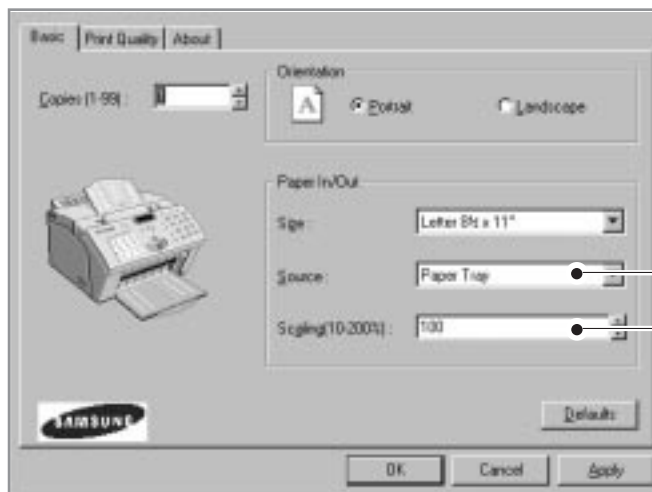 Basic Print Quality About
Copies (1-99) : 1
Orientation
A Portrait Landscape
Paper In/Out
Size : Letter 8½ x 11"
Source : Paper Tray
Scaling(10-200%) : 100
SAMSUNG
Defaults
OK Cancel Apply